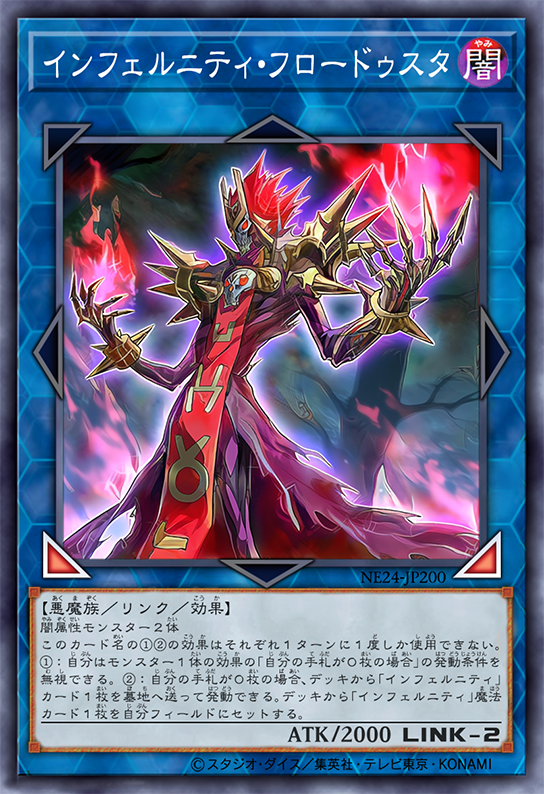 インフェルニティ・フロードゥスタ
闇
やみ
NE24-JP200
【悪魔族/リンク/効果】
闇属性モンスター2体
このカード名の①②の効果はそれぞれ1ターンに1度しか使用できない。
①:自分はモンスター1体の効果の「自分の手札が0枚の場合」の発動条件を
無視できる。②:自分の手札が0枚の場合、デッキから「インフェルニティ」
カード1枚を墓地へ送って発動できる。デッキから「インフェルニティ」魔法
カード1枚を自分フィールドにセットする。
ATK/2000 LINK-2
©スタジオ・ダイス/集英社・テレビ東京・KONAMI